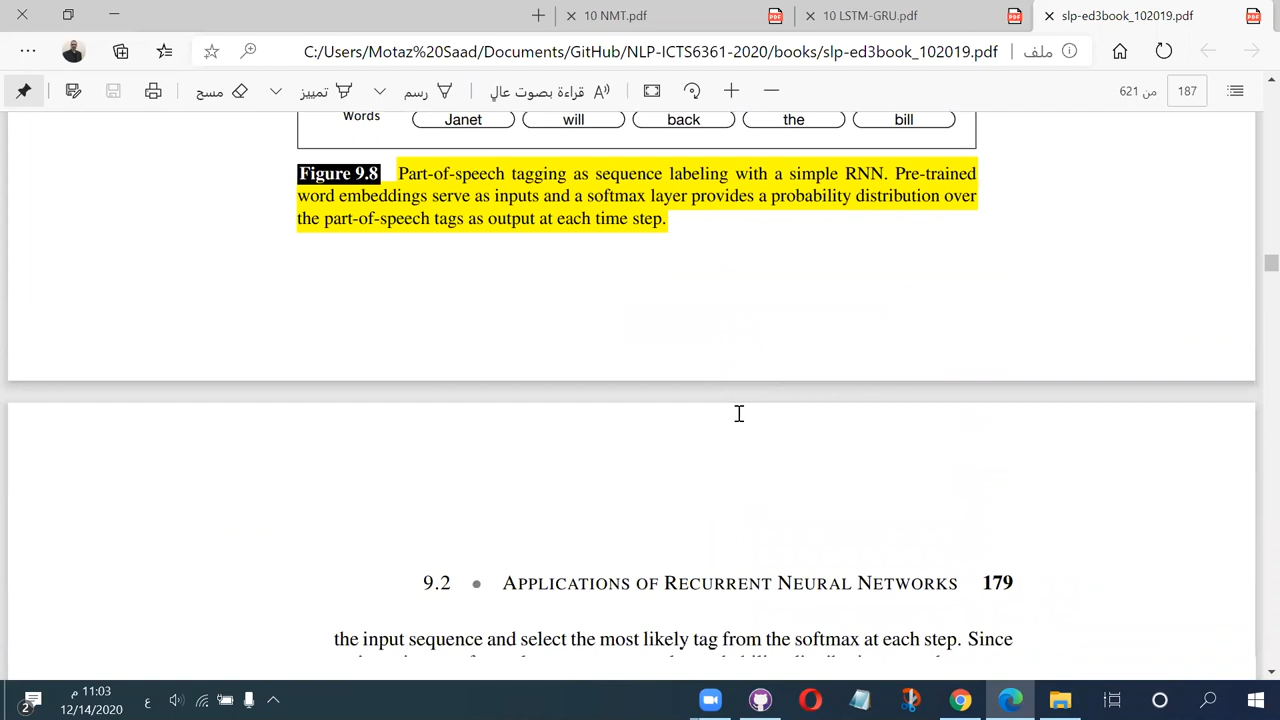 10 NMT.pdf
10 LSTM-GRU.pdf
slp-ed3book_102019.pdf
C:/Users/Motaz%20Saad/Documents/GitHub/NLP-ICTS6361-2020/books/slp-ed3book_102019.pdf
ملف
مسح
تمييز
رسم
قراءة بصوت عالٍ
من 621
187
Words
Janet
will
back
the
bill
Figure 9.8 Part-of-speech tagging as sequence labeling with a simple RNN. Pre-trained
word embeddings serve as inputs and a softmax layer provides a probability distribution over
the part-of-speech tags as output at each time step.
9.2 • APPLICATIONS OF RECURRENT NEURAL NETWORKS 179
the input sequence and select the most likely tag from the softmax at each step. Since
2
11:03 م
12/14/2020
ع